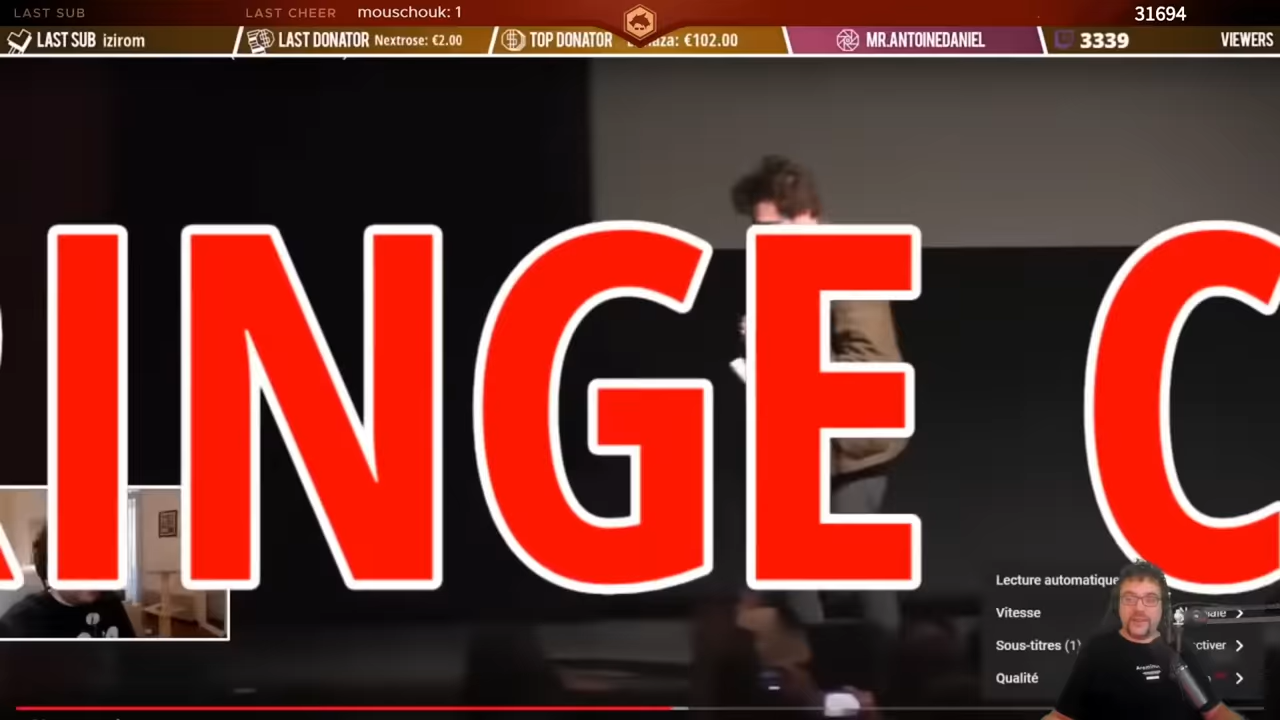 LAST SUB LAST CHEER mouschouk: 1 31694
LAST SUB izirom LAST DONATOR Nextrose: €2.00 TOP DONATOR €102.00 MR.ANTOINEDANIEL 3339 VIEWERS
INGE C
Lecture automatique
Vitesse
Sous-titres (1)
Qualité